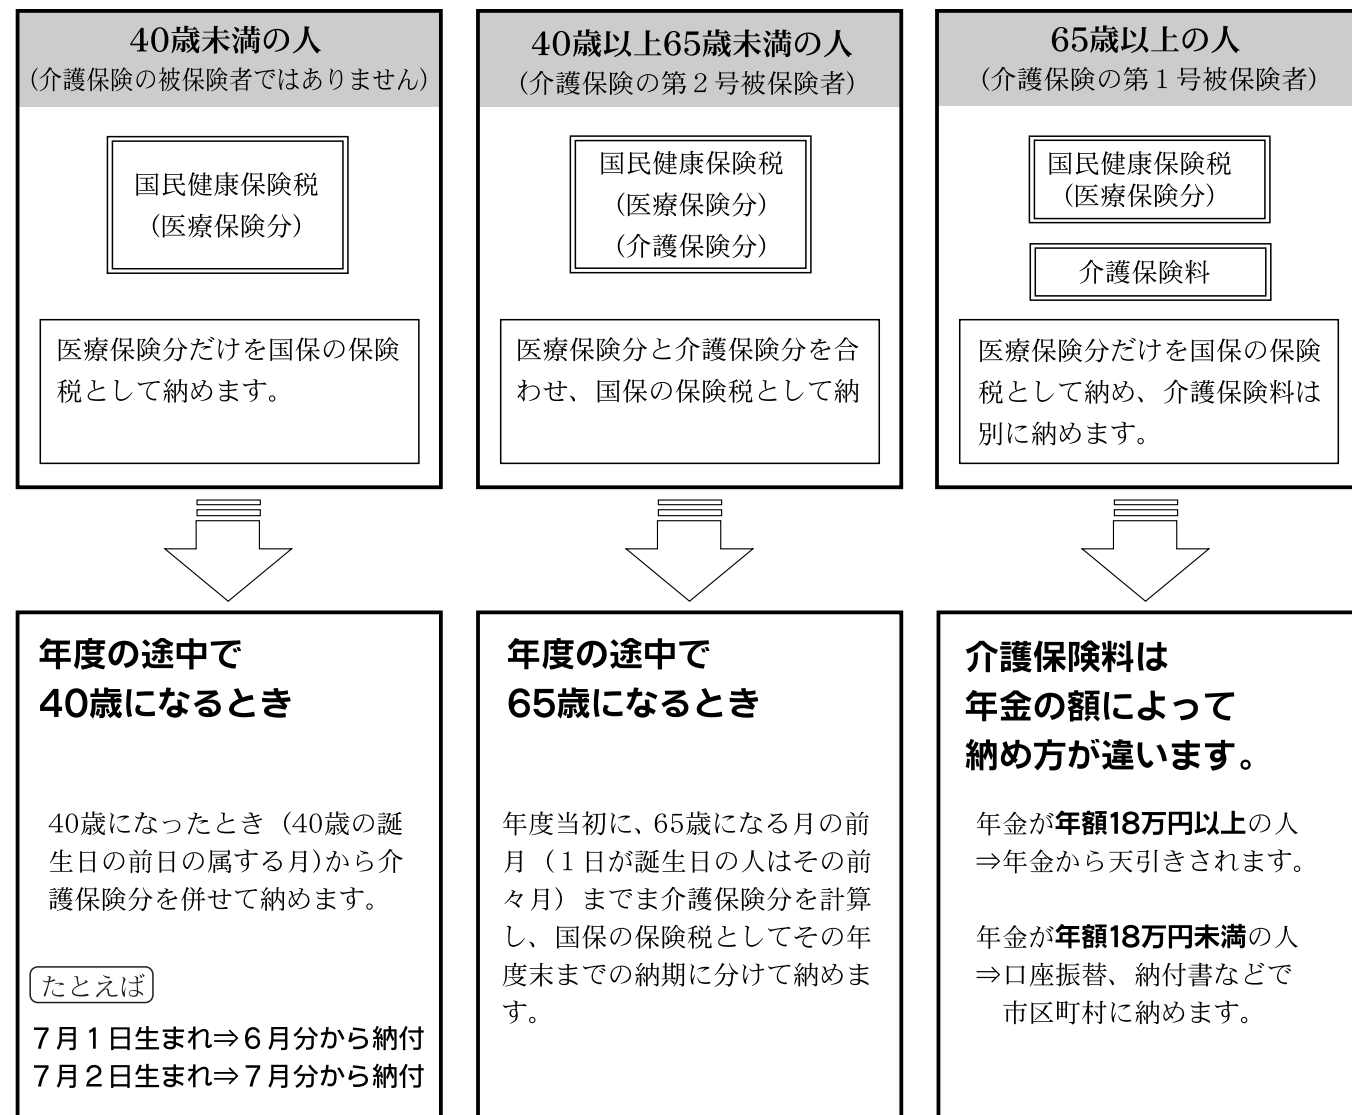 40歳未満の人
(介護保険の被保険者ではありません)
国民健康保険税
(医療保険分)
医療保険分だけを国保の保険
税として納めます。
40歳以上65歳未満の人
(介護保険の第２号被保険者)
国民健康保険税
(医療保険分)
(介護保険分)
医療保険分と介護保険分を合
わせ、国保の保険税として納
65歳以上の人
(介護保険の第１号被保険者)
国民健康保険税
(医療保険分)
介護保険料
医療保険分だけを国保の保険
税として納め、介護保険料は
別に納めます。
年度の途中で
40歳になるとき
40歳になったとき（40歳の誕
生日の前日の属する月)から介
護保険分を併せて納めます。
たとえば
７月１日生まれ⇒６月分から納付
７月２日生まれ⇒７月分から納付
年度の途中で
65歳になるとき
年度当初に、65歳になる月の前
月（１日が誕生日の人はその前
々月）までま介護保険分を計算
し、国保の保険税としてその年
度末までの納期に分けて納めま
す。
介護保険料は
年金の額によって
納め方が違います。
年金が年額18万円以上の人
⇒年金から天引きされます。
年金が年額18万円未満の人
⇒口座振替、納付書などで
市区町村に納めます。